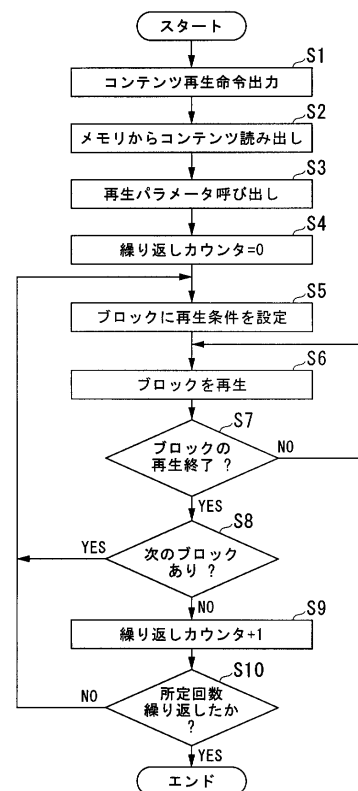 スタート
S1
コンテンツ再生命令出力
S2
メモリからコンテンツ読み出し
S3
再生パラメータ呼び出し
S4
繰り返しカウンタ=0
S5
ブロックに再生条件を設定
S6
ブロックを再生
S7
ブロックの
再生終了 ?
NO
YES
S8
次のブロック
あり ?
YES
NO
S9
繰り返しカウンタ+1
S10
所定回数
繰り返したか
?
NO
YES
エンド